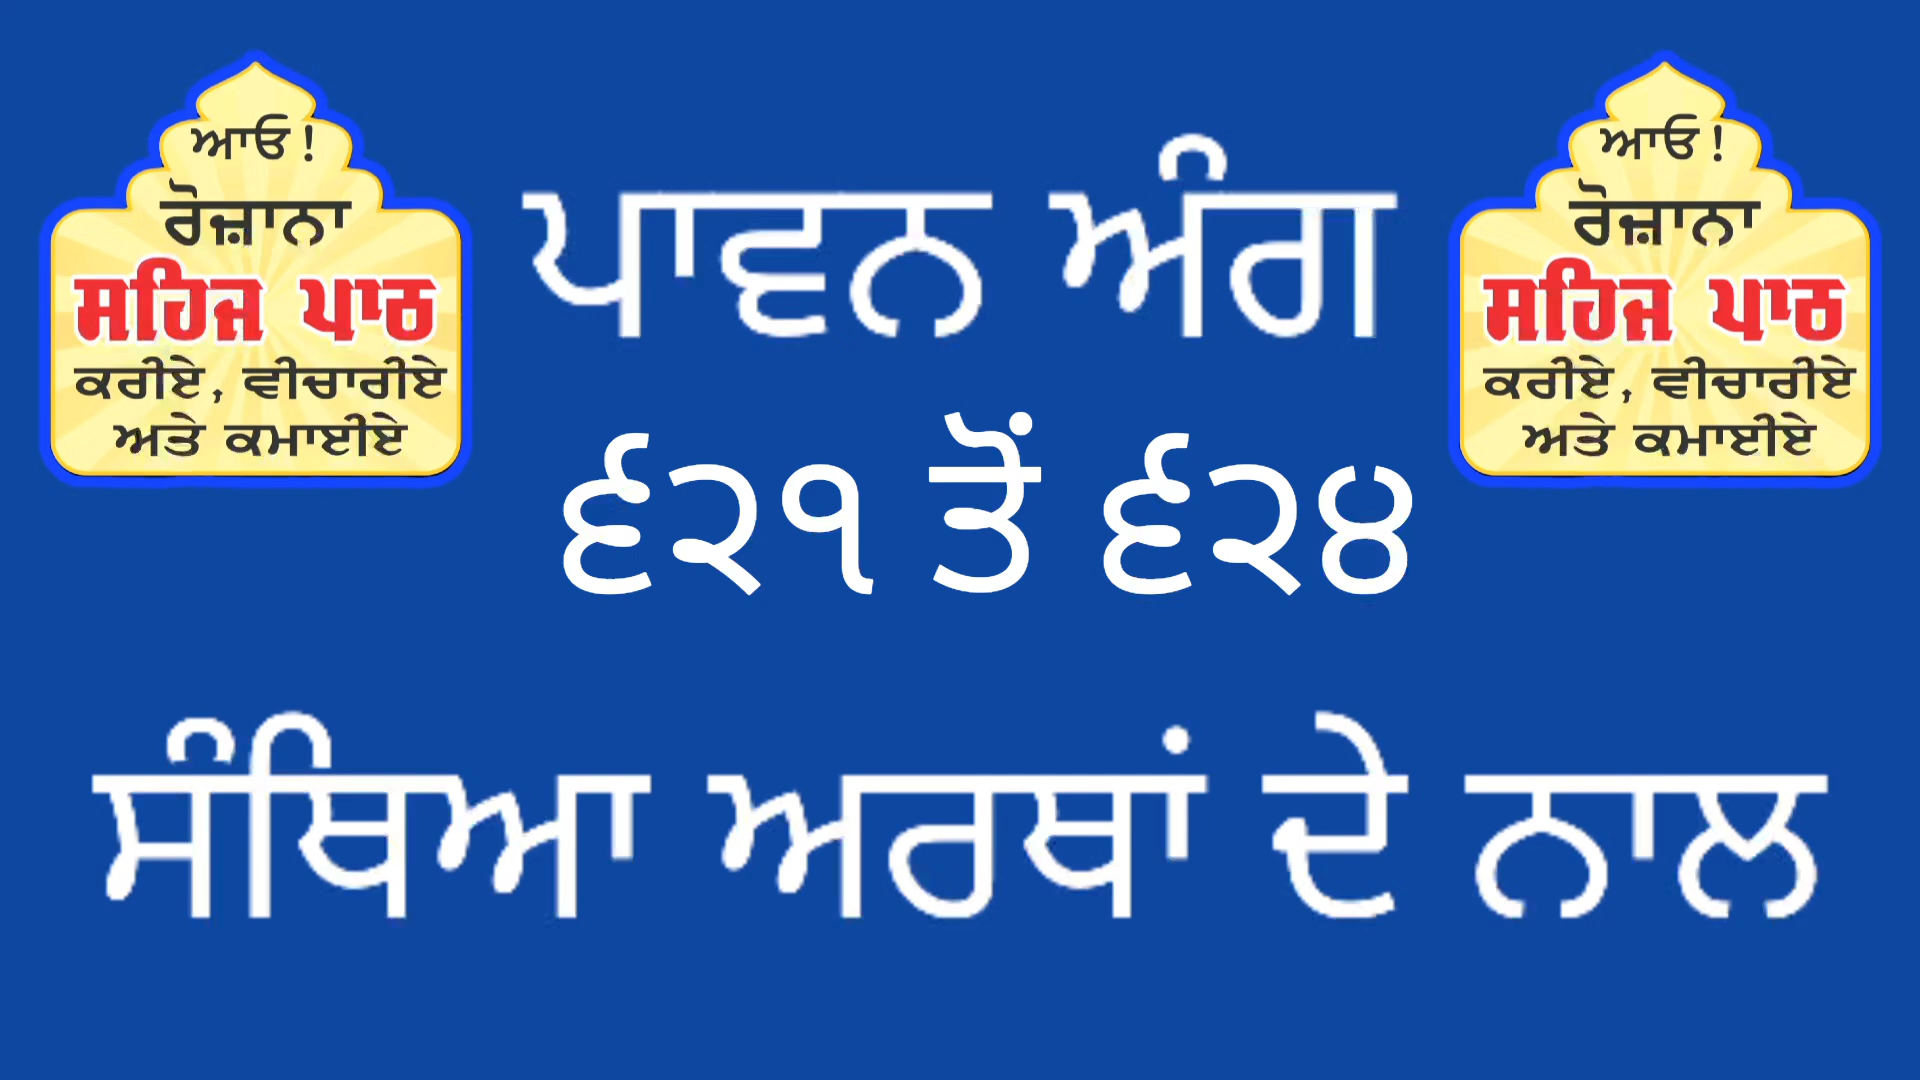 ਆਓ!
ਰੋਜ਼ਾਨਾ
ਸਹਿਜ ਪਾਠ
ਕਰੀਏ, ਵੀਚਾਰੀਏ
ਅਤੇ ਕਮਾਈਏ
ਪਾਵਨ ਅੰਗ
੬੨੧ ਤੋਂ ੬੨੪
ਸੰਥਿਆ ਅਰਥਾਂ ਦੇ ਨਾਲ
ਆਓ!
ਰੋਜ਼ਾਨਾ
ਸਹਿਜ ਪਾਠ
ਕਰੀਏ, ਵੀਚਾਰੀਏ
ਅਤੇ ਕਮਾਈਏ